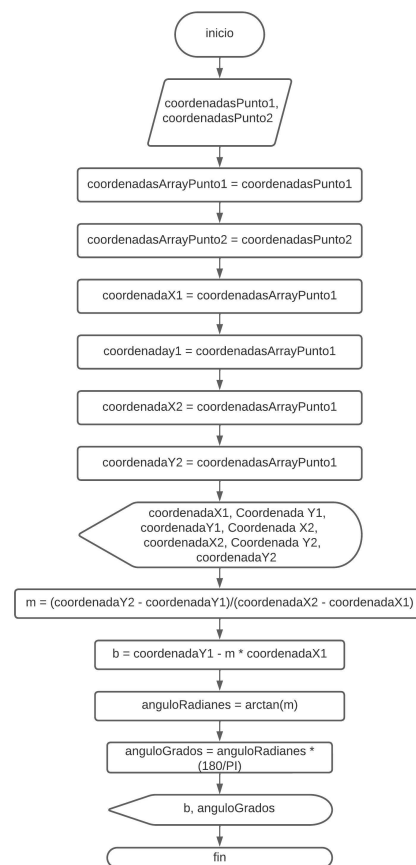 inicio
coordenadasPunto1,
coordenadasPunto2
coordenadasArrayPunto1 = coordenadasPunto1
coordenadasArrayPunto2 = coordenadasPunto2
coordenadaX1 = coordenadasArrayPunto1
coordenaday1 = coordenadasArrayPunto1
coordenadaX2 = coordenadasArrayPunto1
coordenadaY2 = coordenadasArrayPunto1
coordenadaX1, Coordenada Y1,
coordenadaY1, Coordenada X2,
coordenadaX2, Coordenada Y2,
coordenadaY2
m = (coordenadaY2 - coordenadaY1)/(coordenadaX2 - coordenadaX1)
b = coordenadaY1 - m * coordenadaX1
anguloRadianes = arctan(m)
anguloGrados = anguloRadianes *
(180/PI)
b, anguloGrados
fin